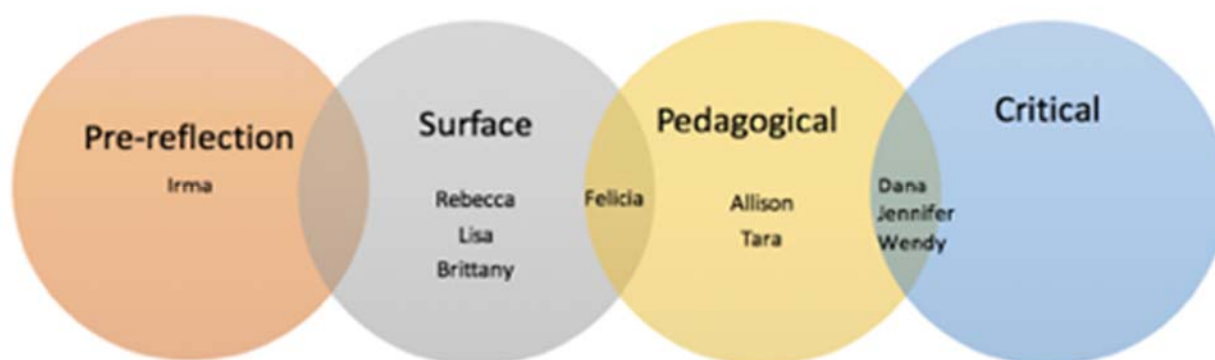 Pre-reflection
Irma
Surface
Rebecca
Lisa
Brittany
Felicia
Pedagogical
Allison
Tara
Critical
Dana
Jennifer
Wendy